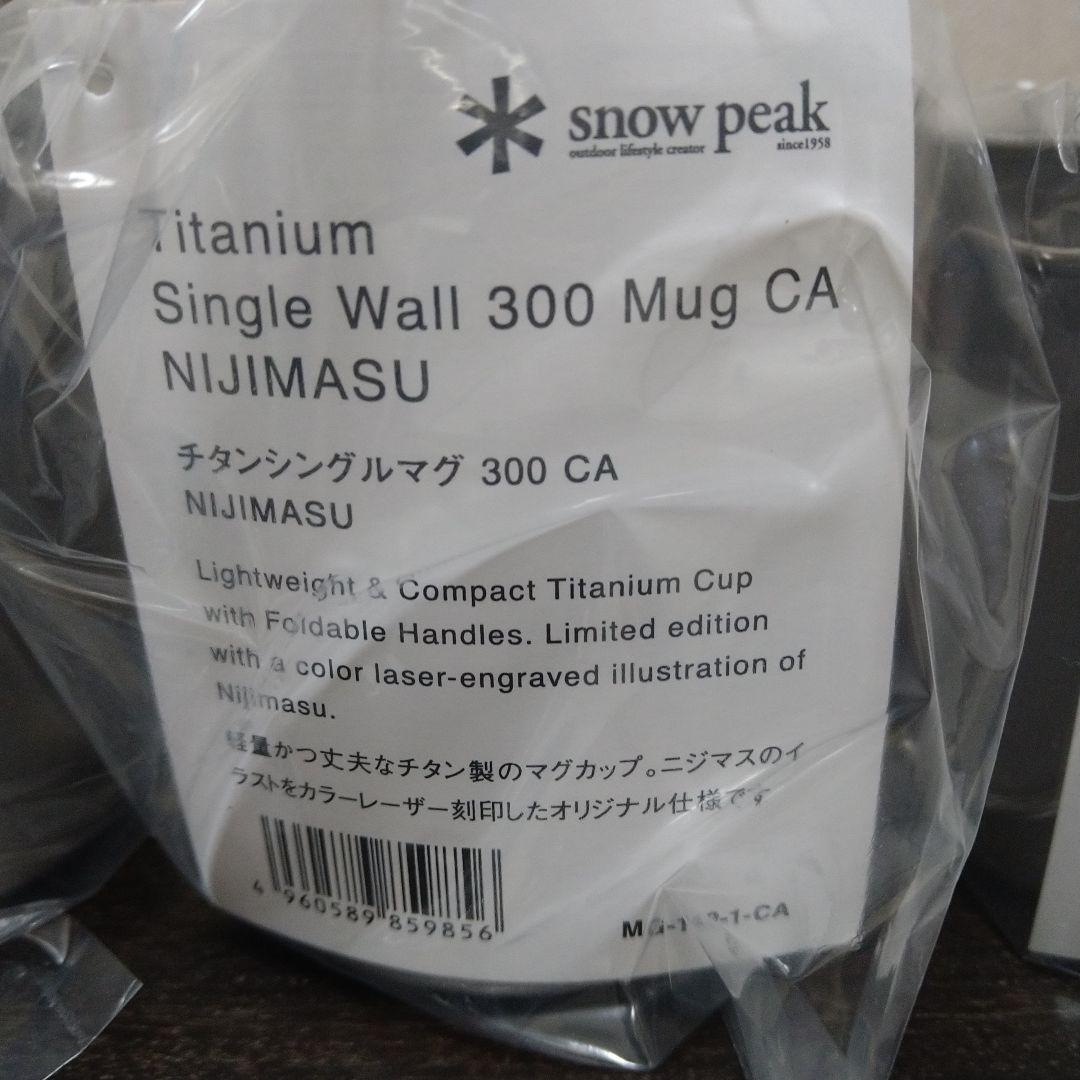 snow peak
outdoor lifestyle creator since1958
Titanium
Single Wall 300 Mug CA
NIJIMASU
チタンシングルマグ 300 CA
NIJIMASU
Lightweight & Compact Titanium Cup
with Foldable Handles. Limited edition
with a color laser-engraved illustration of
Nijimasu.
軽量かつ丈夫なチタン製のマグカップ。ニジマスのイ
ラストをカラーレーザー刻印したオリジナル仕様です
4 960589 859856